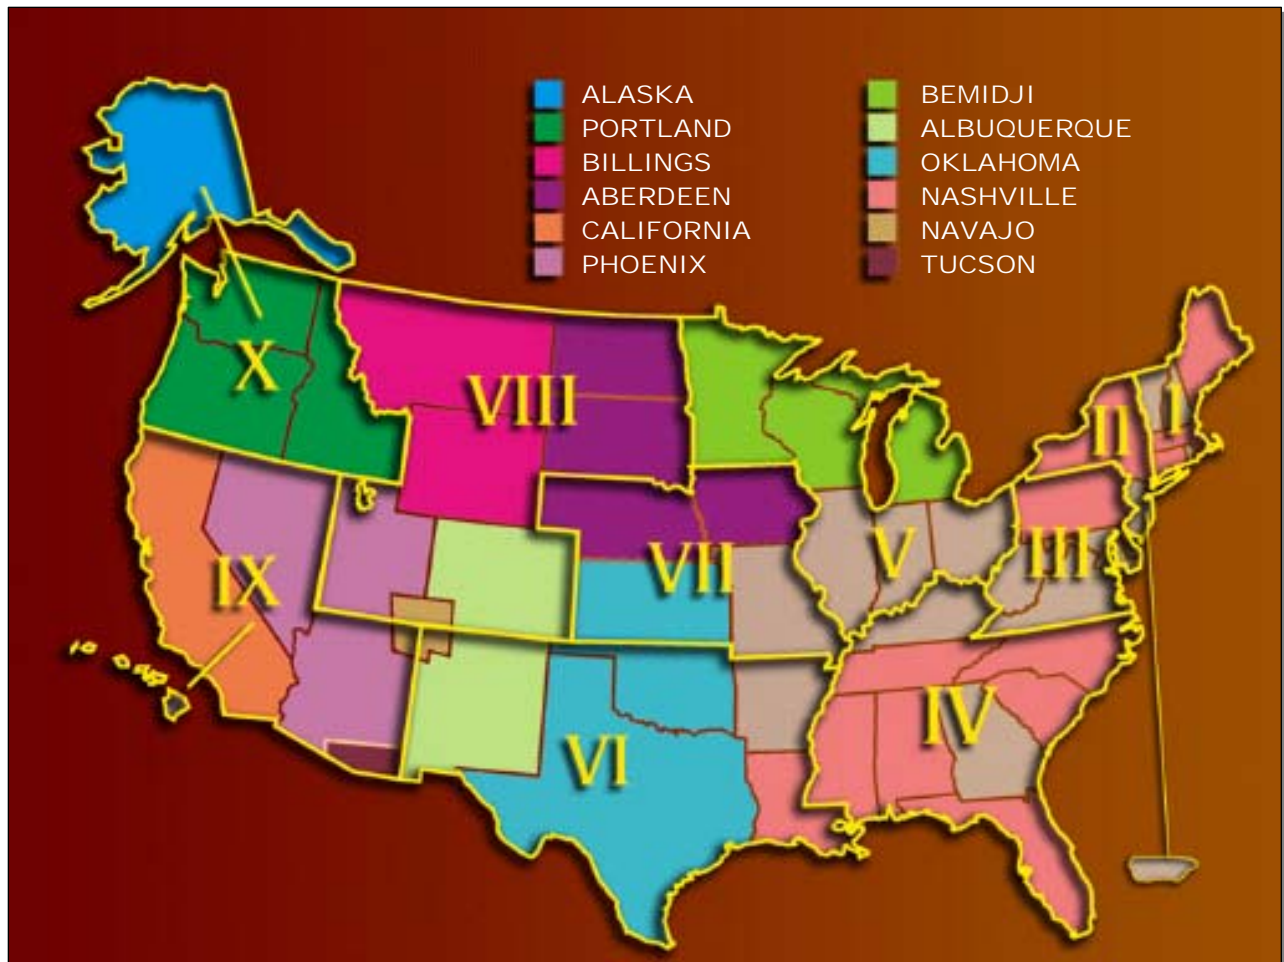 ALASKA
PORTLAND
BILLINGS
ABERDEEN
CALIFORNIA
PHOENIX
BEMIDJI
ALBUQUERQUE
OKLAHOMA
NASHVILLE
NAVAJO
TUCSON
X
VIII
II
I
IX
VII
V
III
VI
IV